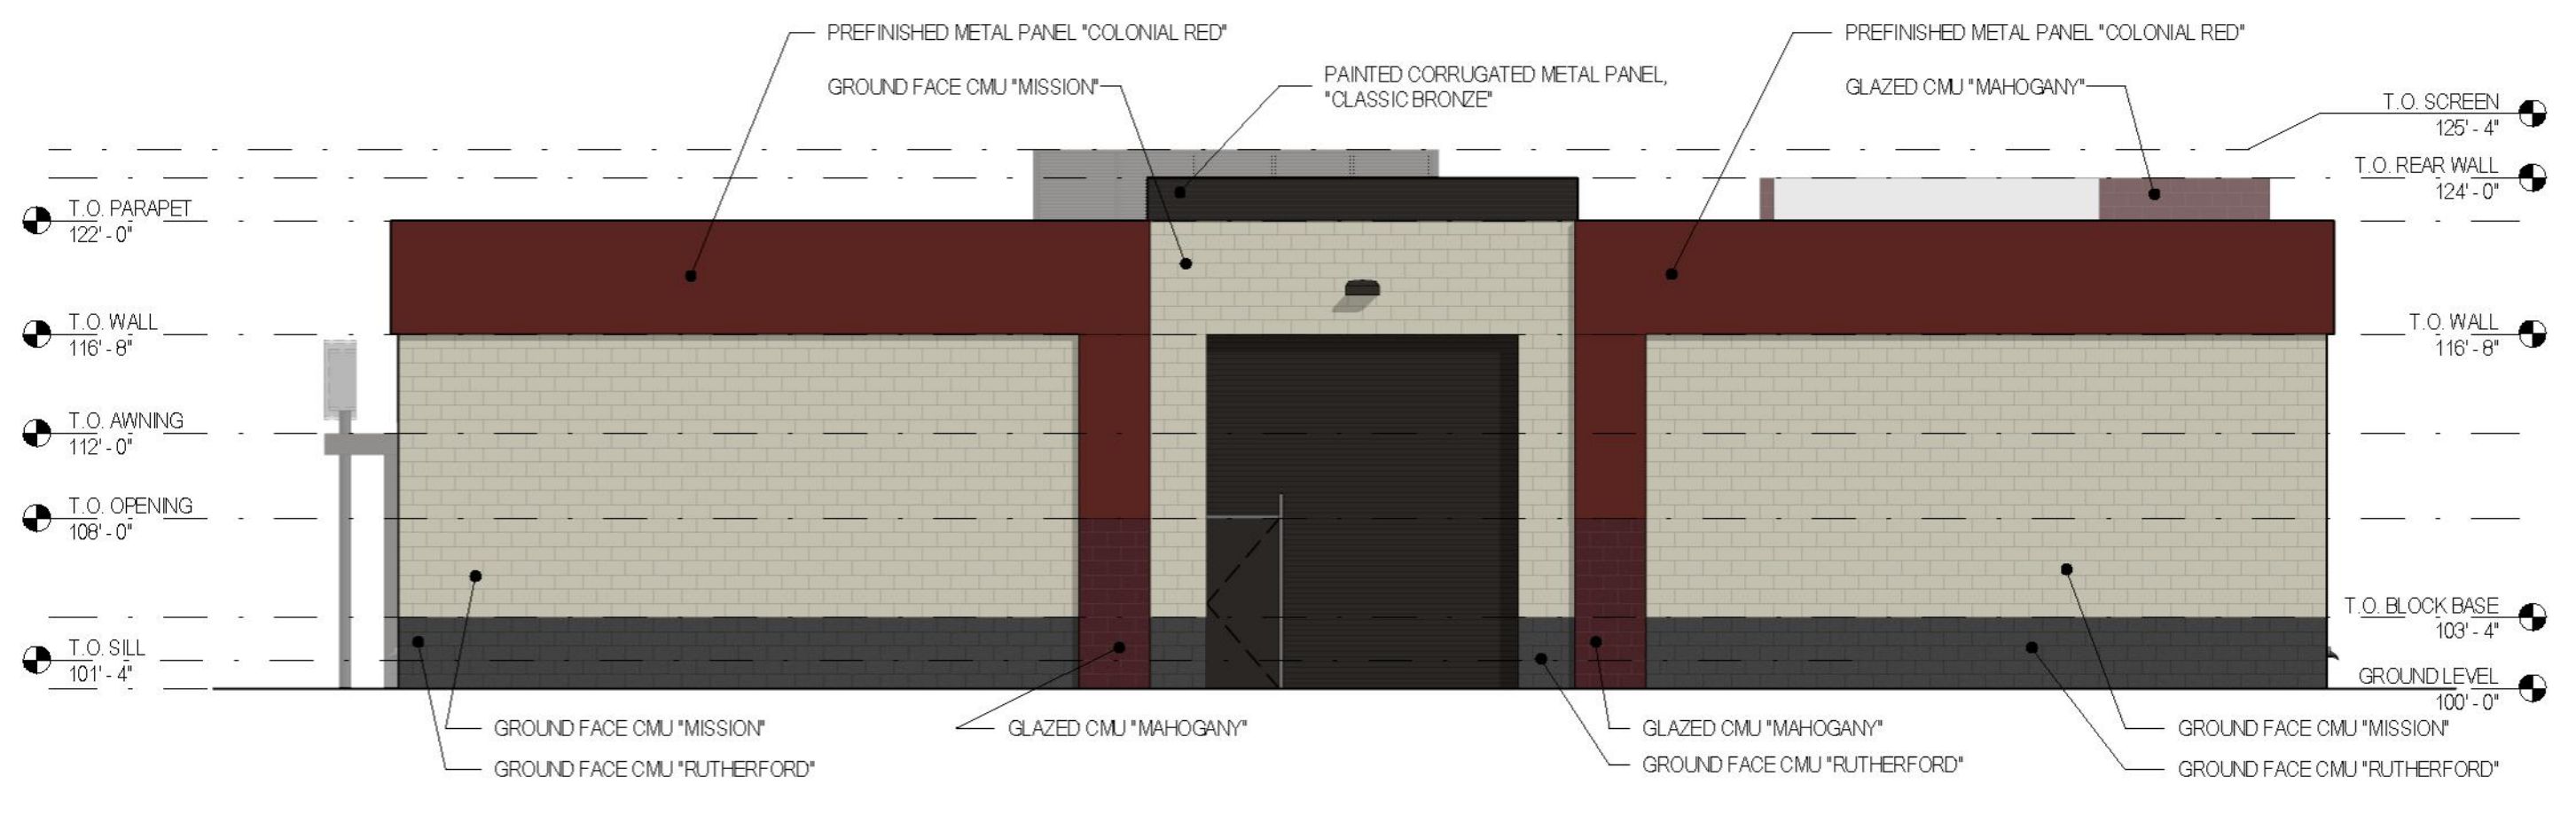 PREFINISHED METAL PANEL "COLONIAL RED"
GROUND FACE CMU "MISSION"
PAINTED CORRUGATED METAL PANEL,
"CLASSIC BRONZE"
PREFINISHED METAL PANEL "COLONIAL RED"
GLAZED CMU "MAHOGANY"
T.O. SCREEN
125' - 4"
T.O. REAR WALL
124' - 0"
T.O. WALL
116' - 8"
T.O. BLOCK BASE
103' - 4"
GROUND LEVEL
100' - 0"
T.O. PARAPET
122' - 0"
T.O. WALL
116' - 8"
T.O. AWNING
112' - 0"
T.O. OPENING
108' - 0"
T.O. SILL
101' - 4"
GROUND FACE CMU "MISSION"
GROUND FACE CMU "RUTHERFORD"
GLAZED CMU "MAHOGANY"
GLAZED CMU "MAHOGANY"
GROUND FACE CMU "RUTHERFORD"
GROUND FACE CMU "MISSION"
GROUND FACE CMU "RUTHERFORD"